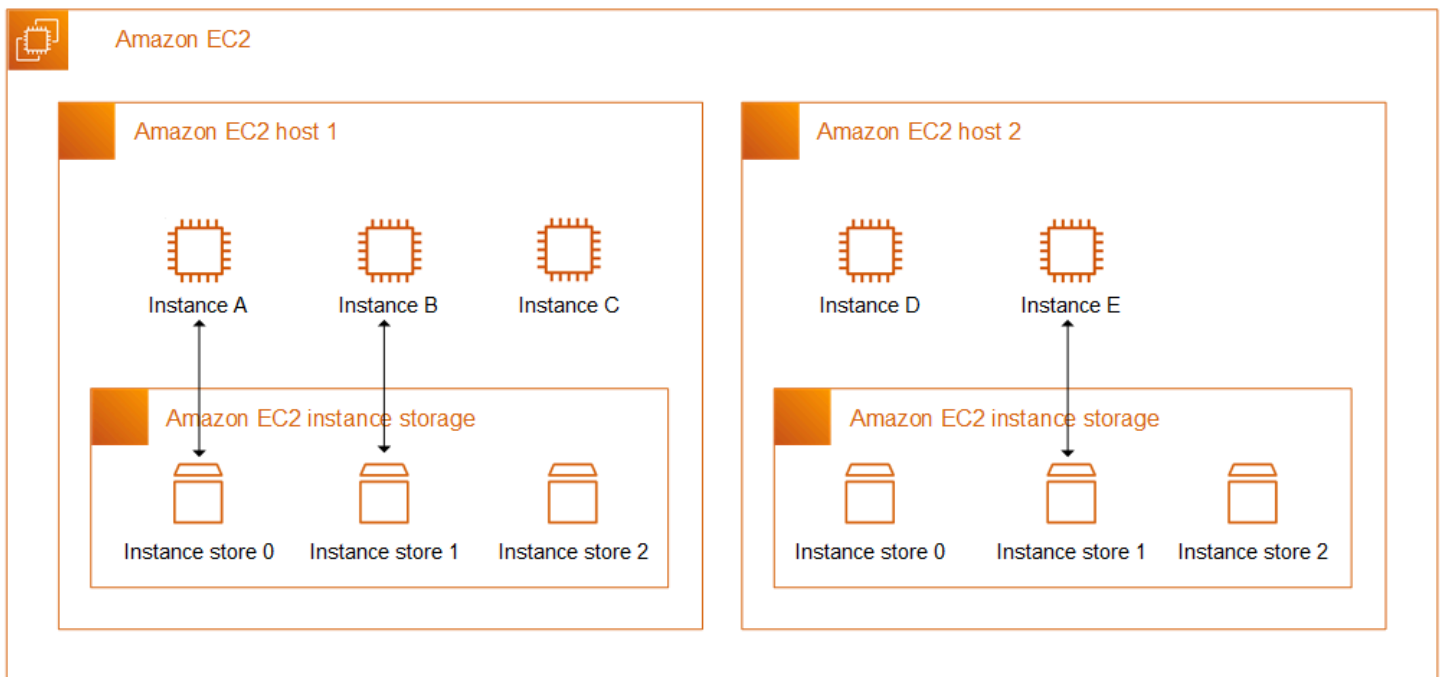 Amazon EC2
Amazon EC2 host 1
Amazon EC2 host 2
Instance A
Instance B
Instance C
Instance D
Instance E
Amazon EC2 instance storage
Amazon EC2 instance storage
Instance store 0
Instance store 1
Instance store 2
Instance store 0
Instance store 1
Instance store 2